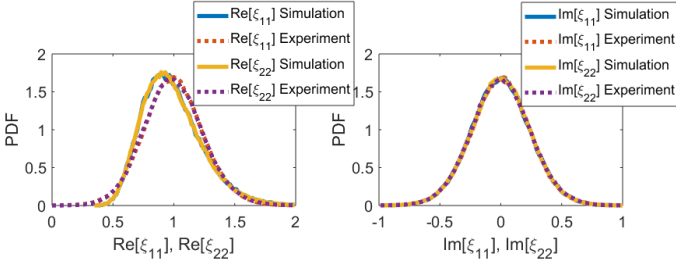 Re[ξ11] Simulation
Re[ξ11] Experiment
Re[ξ22] Simulation
Re[ξ22] Experiment
2
1.5
1
0.5
0
PDF
0 0.5 1 1.5 2
Re[ξ11], Re[ξ22]
Im[ξ11] Simulation
Im[ξ11] Experiment
Im[ξ22] Simulation
Im[ξ22] Experiment
2
1.5
1
0.5
0
PDF
-1 -0.5 0 0.5 1
Im[ξ11], Im[ξ22]